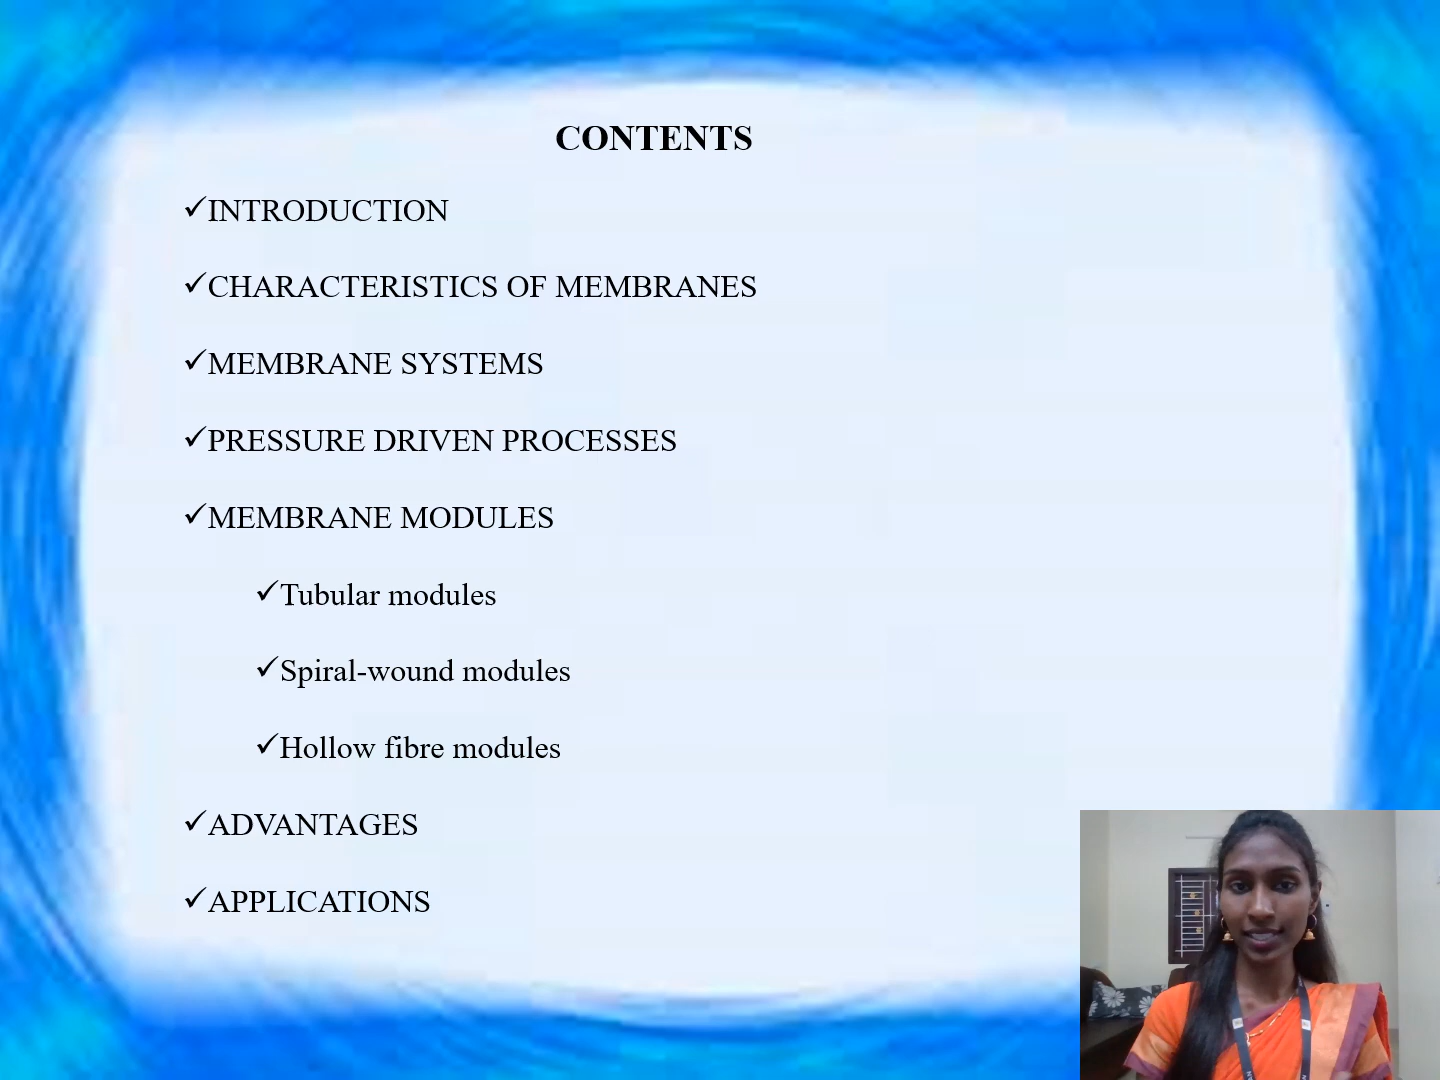 CONTENTS
✓INTRODUCTION
✓CHARACTERISTICS OF MEMBRANES
✓MEMBRANE SYSTEMS
✓PRESSURE DRIVEN PROCESSES
✓MEMBRANE MODULES
✓Tubular modules
✓Spiral-wound modules
✓Hollow fibre modules
✓ADVANTAGES
✓APPLICATIONS